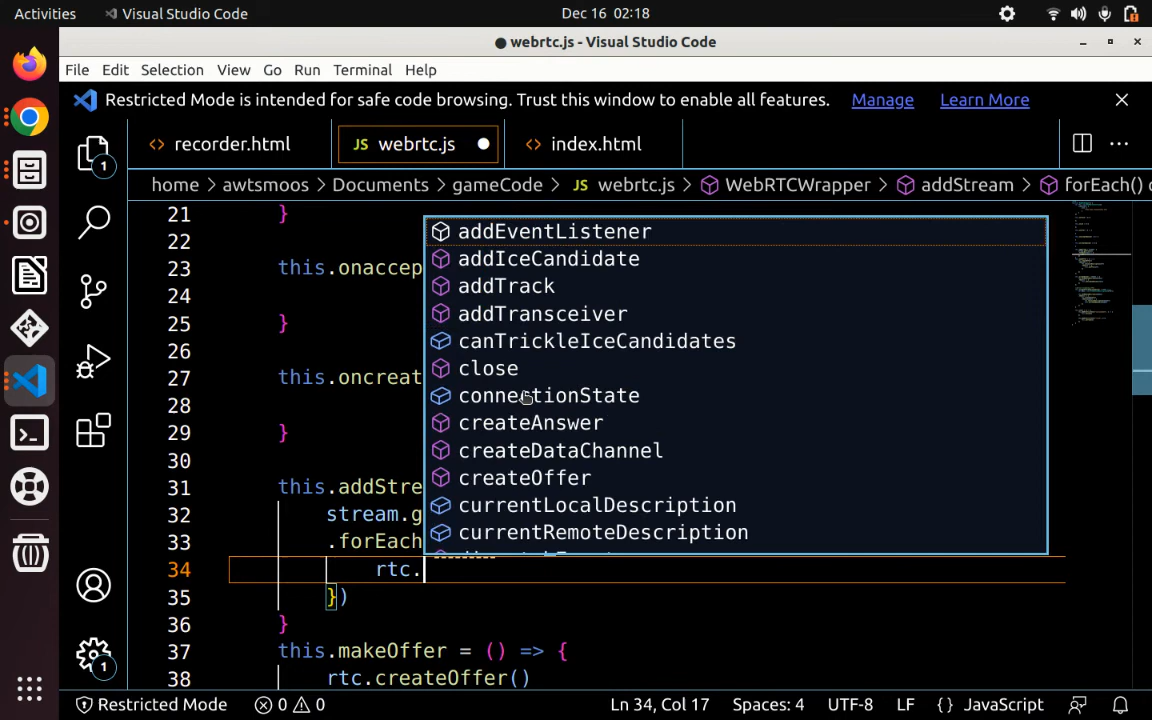 Activities
Visual Studio Code
Dec 16 02:18
webrtc.js - Visual Studio Code
File Edit Selection View Go Run Terminal Help
Restricted Mode is intended for safe code browsing. Trust this window to enable all features. Manage Learn More
recorder.html JS webrtc.js index.html
1
home > awtsmoos > Documents > gameCode > JS webrtc.js > WebRTCWrapper > addStream > forEach()
21 }
22
23 this.onaccep
24
25 }
26
27 this.oncreat
28
29 }
30
31 this.addStre
32 stream.g
33 .forEach
34 rtc.
35 })
36 }
37 this.makeOffer = () => {
38 rtc.createOffer()
addEventListener
addIceCandidate
addTrack
addTransceiver
canTrickleIceCandidates
close
connectionState
createAnswer
createDataChannel
createOffer
currentLocalDescription
currentRemoteDescription
1
Restricted Mode 0 0 Ln 34, Col 17 Spaces: 4 UTF-8 LF {} JavaScript